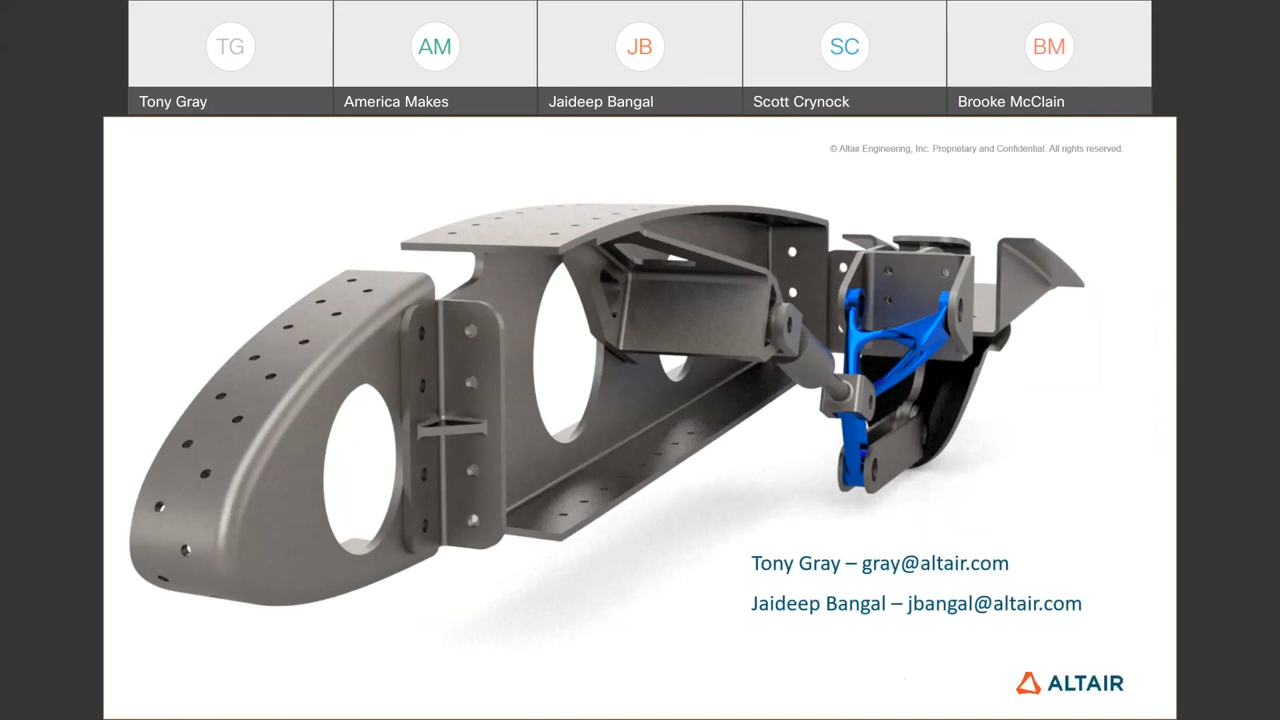 TG
AM
JB
SC
BM
Tony Gray
America Makes
Jaideep Bangal
Scott Crynock
Brooke McClain
© Altair Engineering, Inc. Proprietary and Confidential. All rights reserved.
Tony Gray – gray@altair.com
Jaideep Bangal – jbangal@altair.com
ALTAIR